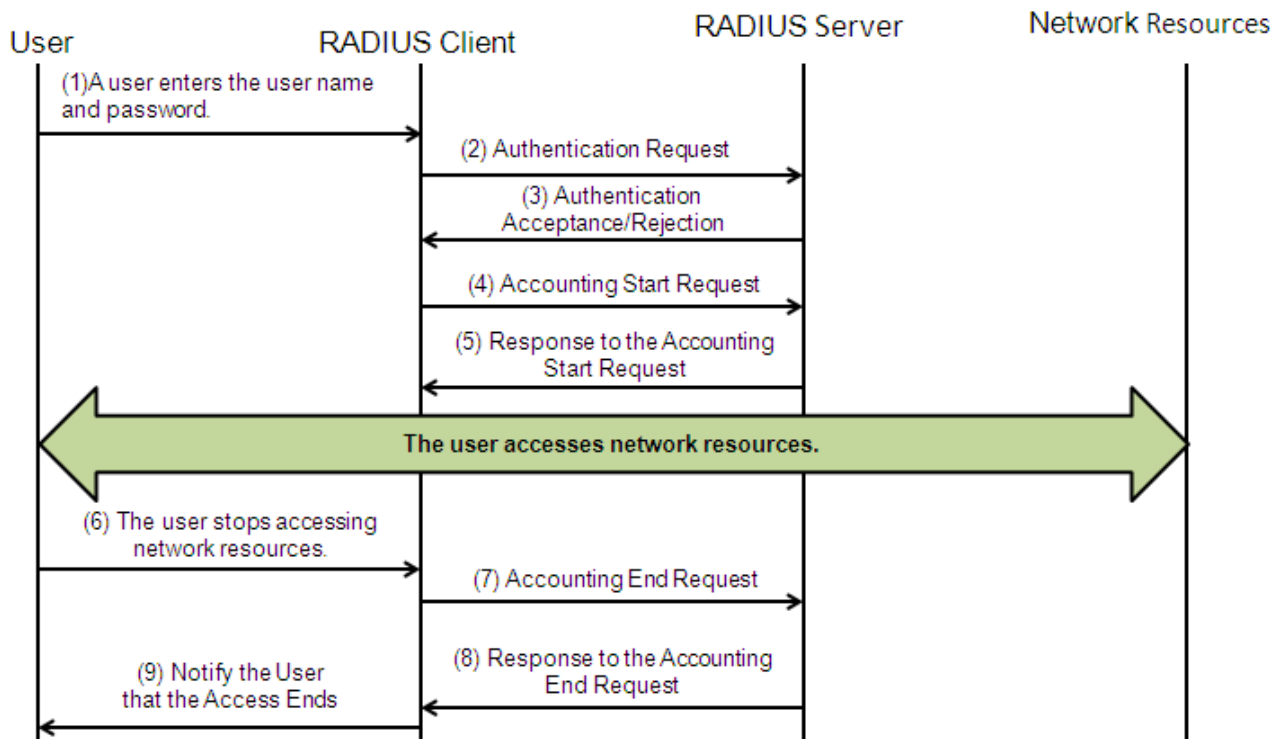 User
RADIUS Client
RADIUS Server
Network Resources
(1)A user enters the user name
and password.
(2) Authentication Request
(3) Authentication
Acceptance/Rejection
(4) Accounting Start Request
(5) Response to the Accounting
Start Request
The user accesses network resources.
(6) The user stops accessing
network resources.
(7) Accounting End Request
(8) Response to the Accounting
End Request
(9) Notify the User
that the Access Ends